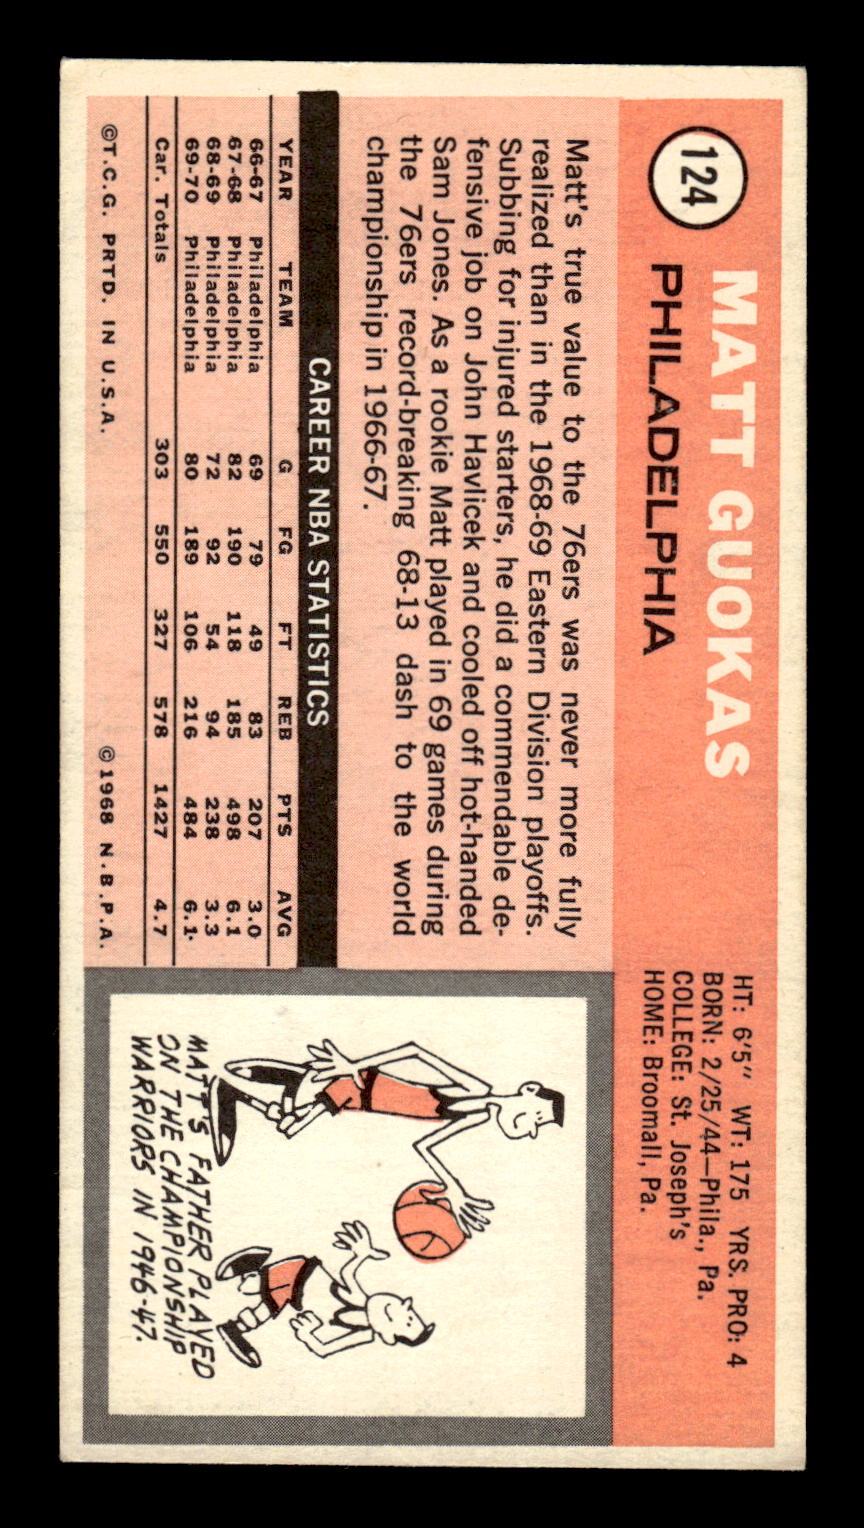 124
MATT GUOKAS
PHILADELPHIA
HT: 6'5" WT: 175 YRS. PRO: 4
BORN: 2/25/44—Phila., Pa.
COLLEGE: St. Joseph's
HOME: Broomall, Pa.
Matt's true value to the 76ers was never more fully
realized than in the 1968-69 Eastern Division playoffs.
Subbing for injured starters, he did a commendable de-
fensive job on John Havlicek and cooled off hot-handed
Sam Jones. As a rookie Matt played in 69 games during
the 76ers record-breaking 68-13 dash to the world
championship in 1966-67.
CAREER NBA STATISTICS
YEAR TEAM G FG FT REB PTS AVG
66-67 Philadelphia 69 79 49 83 207 3.0
67-68 Philadelphia 82 190 118 185 498 6.1
68-69 Philadelphia 72 92 54 94 238 3.3
69-70 Philadelphia 80 189 106 216 484 6.1
Car. Totals 303 550 327 578 1427 4.7
©T.C.G. PRTD. IN U.S.A. ©1968 N.B.P.A.
MATT'S FATHER PLAYED
ON THE CHAMPIONSHIP
WARRIORS IN 1946-47.